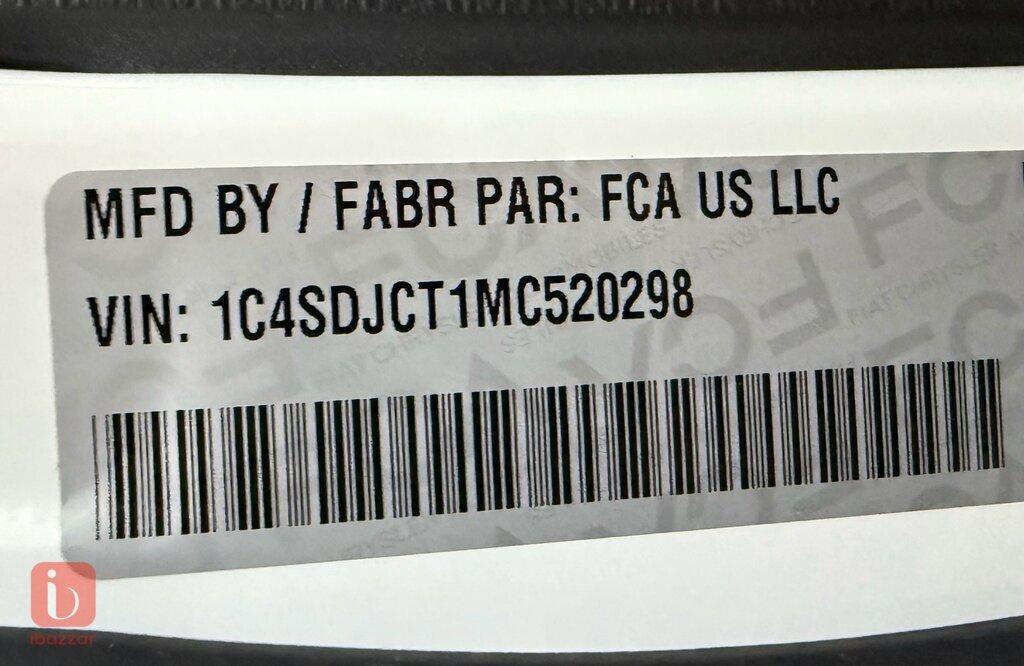 MFD BY / FABR PAR: FCA US LLC
VIN: 1C4SDJCT1MC520298
ibazzar